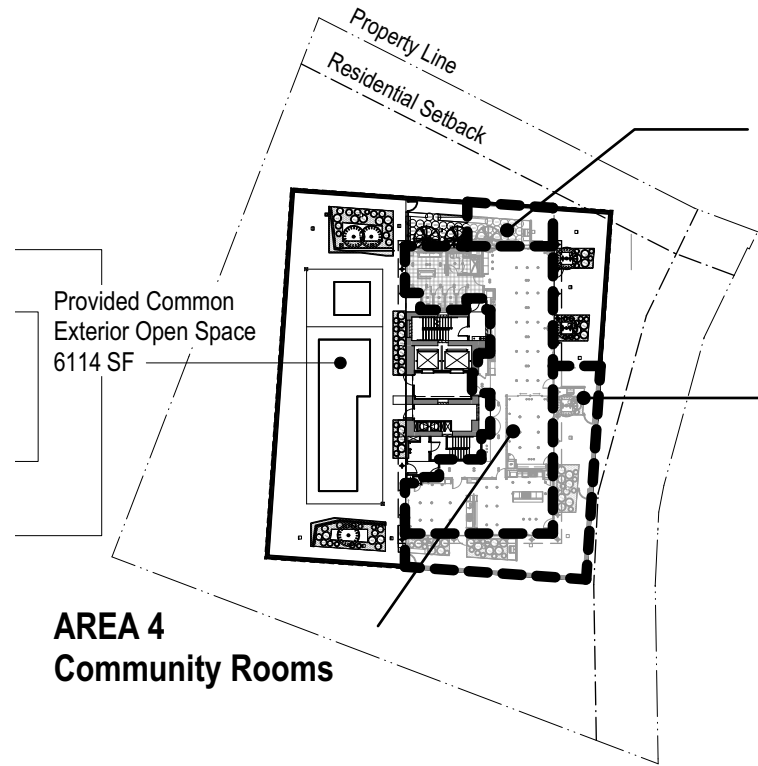 Property Line
Residential Setback
Provided Common
Exterior Open Space
6114 SF
AREA 4
Community Rooms